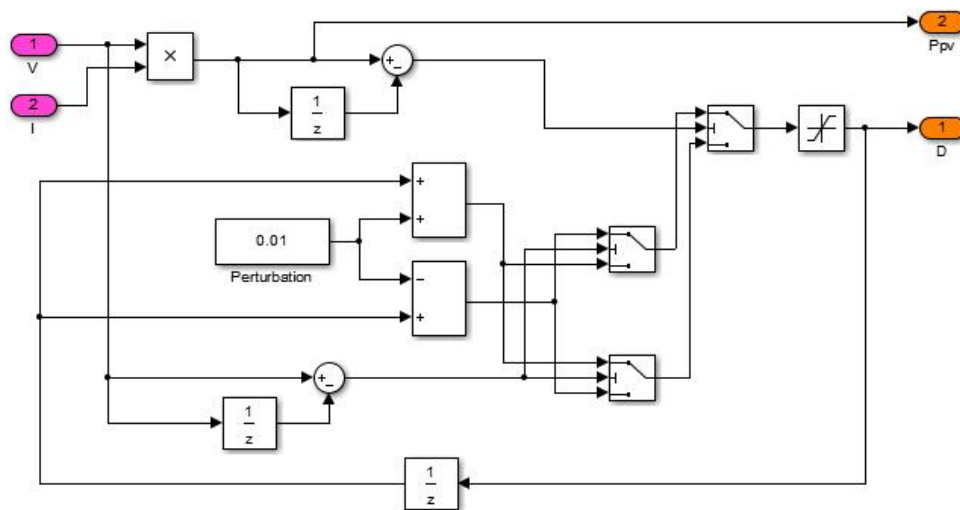 1
V
2
I
×
+
-
1
z
2
Ppv
1
D
+
+
0.01
Perturbation
-
+
+
-
1
z
1
z